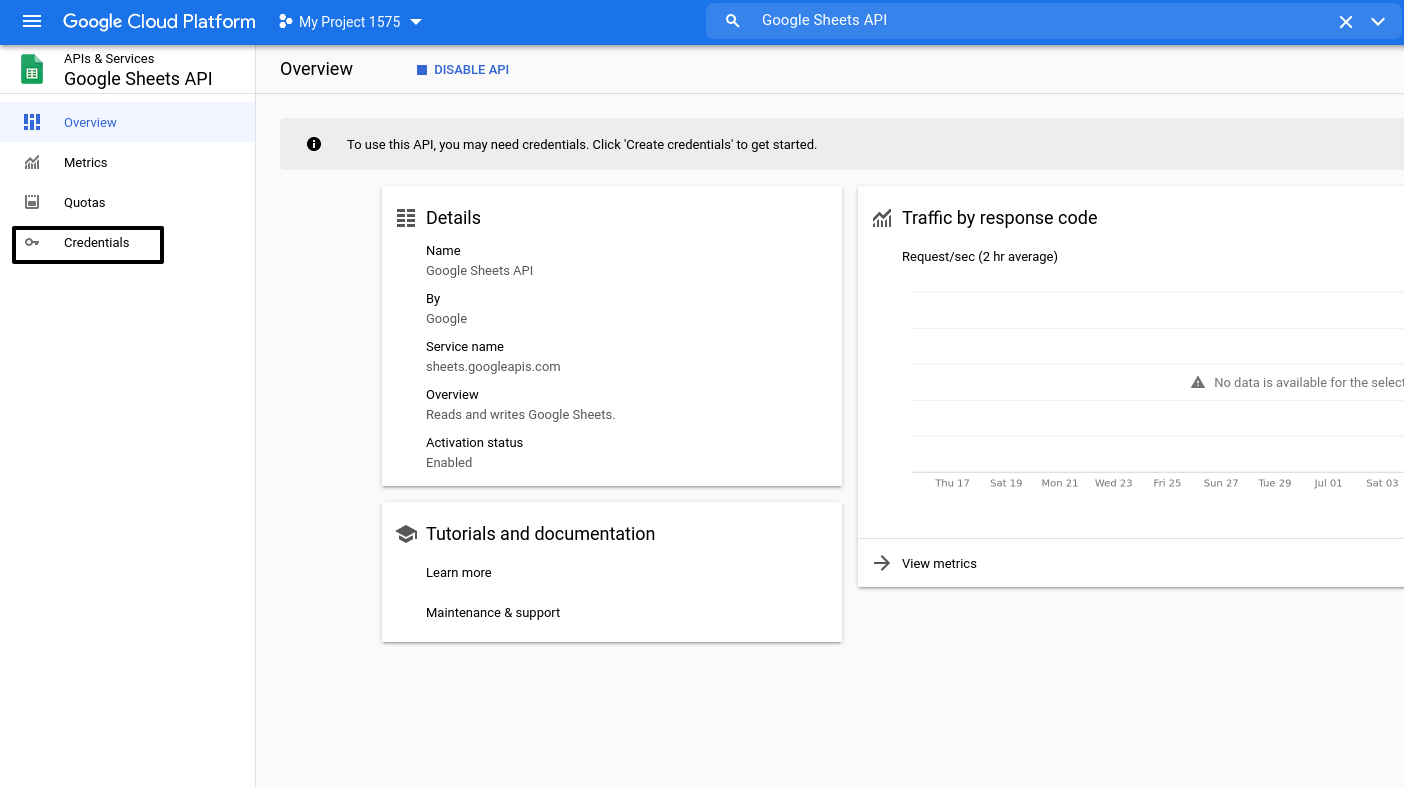 Google Cloud Platform
My Project 1575
Google Sheets API
APIs & Services
Google Sheets API
Overview
Metrics
Quotas
Credentials
Overview
DISABLE API
To use this API, you may need credentials. Click 'Create credentials' to get started.
Details
Name
Google Sheets API
By
Google
Service name
sheets.googleapis.com
Overview
Reads and writes Google Sheets.
Activation status
Enabled
Tutorials and documentation
Learn more
Maintenance & support
Traffic by response code
Request/sec (2 hr average)
No data is available for the select
Thu 17 Sat 19 Mon 21 Wed 23 Fri 25 Sun 27 Tue 29 Jul 01 Sat 03
View metrics